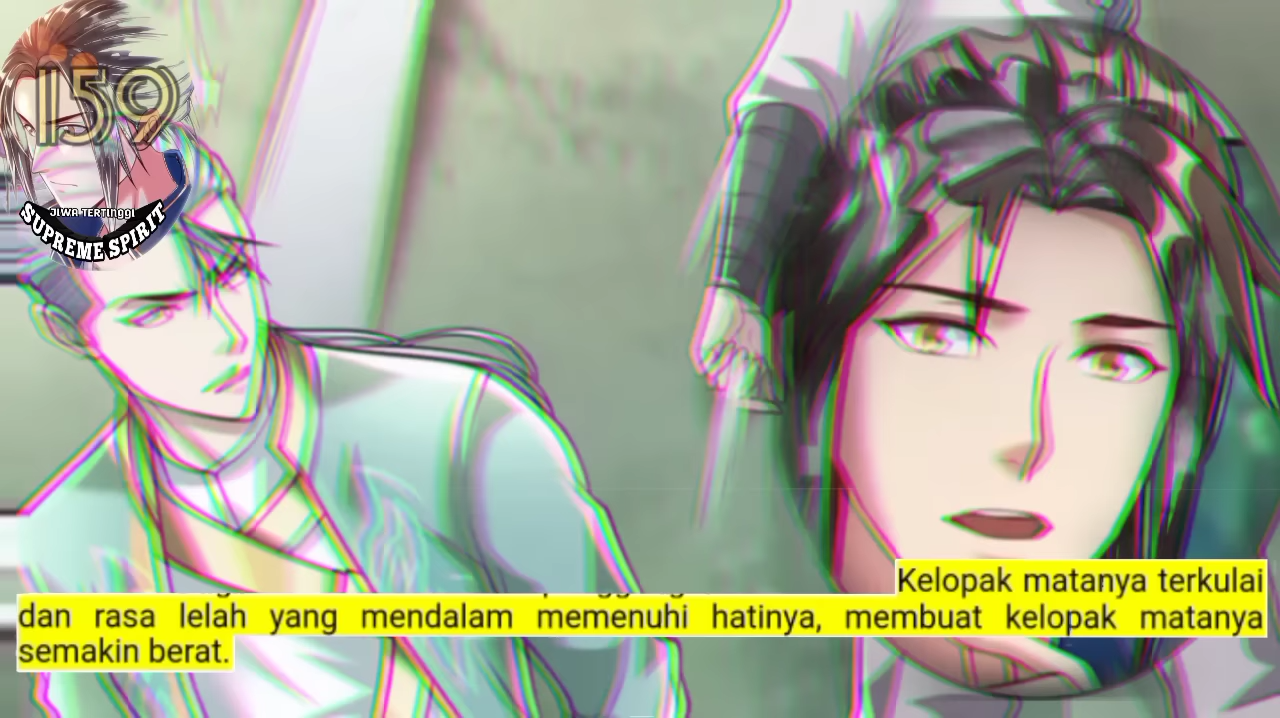 159
JIWA TERTINGGI
SUPREME SPIRIT
Kelopak matanya terkulai
dan rasa lelah yang mendalam memenuhi hatinya, membuat kelopak matanya
semakin berat.